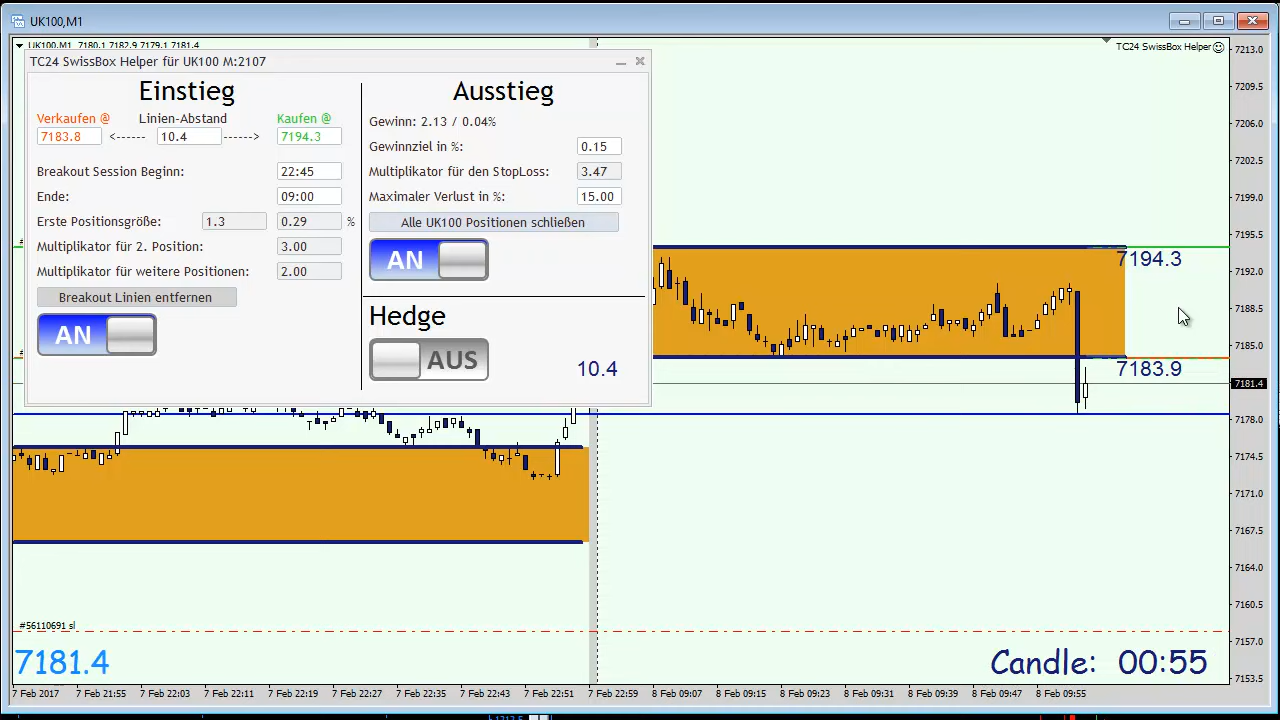 UK100,M1
UK100,M1 7180.1 7182.9 7179.1 7181.4
TC24 SwissBox Helper
TC24 SwissBox Helper für UK100 M:2107
Einstieg
Verkaufen @ Linien-Abstand Kaufen @
7183.8 <------ 10.4 ------> 7194.3
Breakout Session Beginn: 22:45
Ende: 09:00
Erste Positionsgröße: 1.3 0.29 %
Multiplikator für 2. Position: 3.00
Multiplikator für weitere Positionen: 2.00
Breakout Linien entfernen
AN
Ausstieg
Gewinn: 2.13 / 0.04%
Gewinnziel in %: 0.15
Multiplikator für den StopLoss: 3.47
Maximaler Verlust in %: 15.00
Alle UK100 Positionen schließen
AN
Hedge
AUS
10.4
7194.3
7183.9
#56110691 sl
7181.4
Candle: 00:55
7213.0
7209.5
7206.0
7202.5
7199.0
7195.5
7192.0
7188.5
7185.0
7181.4
7178.0
7174.5
7171.0
7167.5
7164.0
7160.5
7157.0
7153.5
7 Feb 2017 7 Feb 21:55 7 Feb 22:03 7 Feb 22:11 7 Feb 22:19 7 Feb 22:27 7 Feb 22:35 7 Feb 22:43 7 Feb 22:51 7 Feb 22:59 8 Feb 09:07 8 Feb 09:15 8 Feb 09:23 8 Feb 09:31 8 Feb 09:39 8 Feb 09:47 8 Feb 09:55